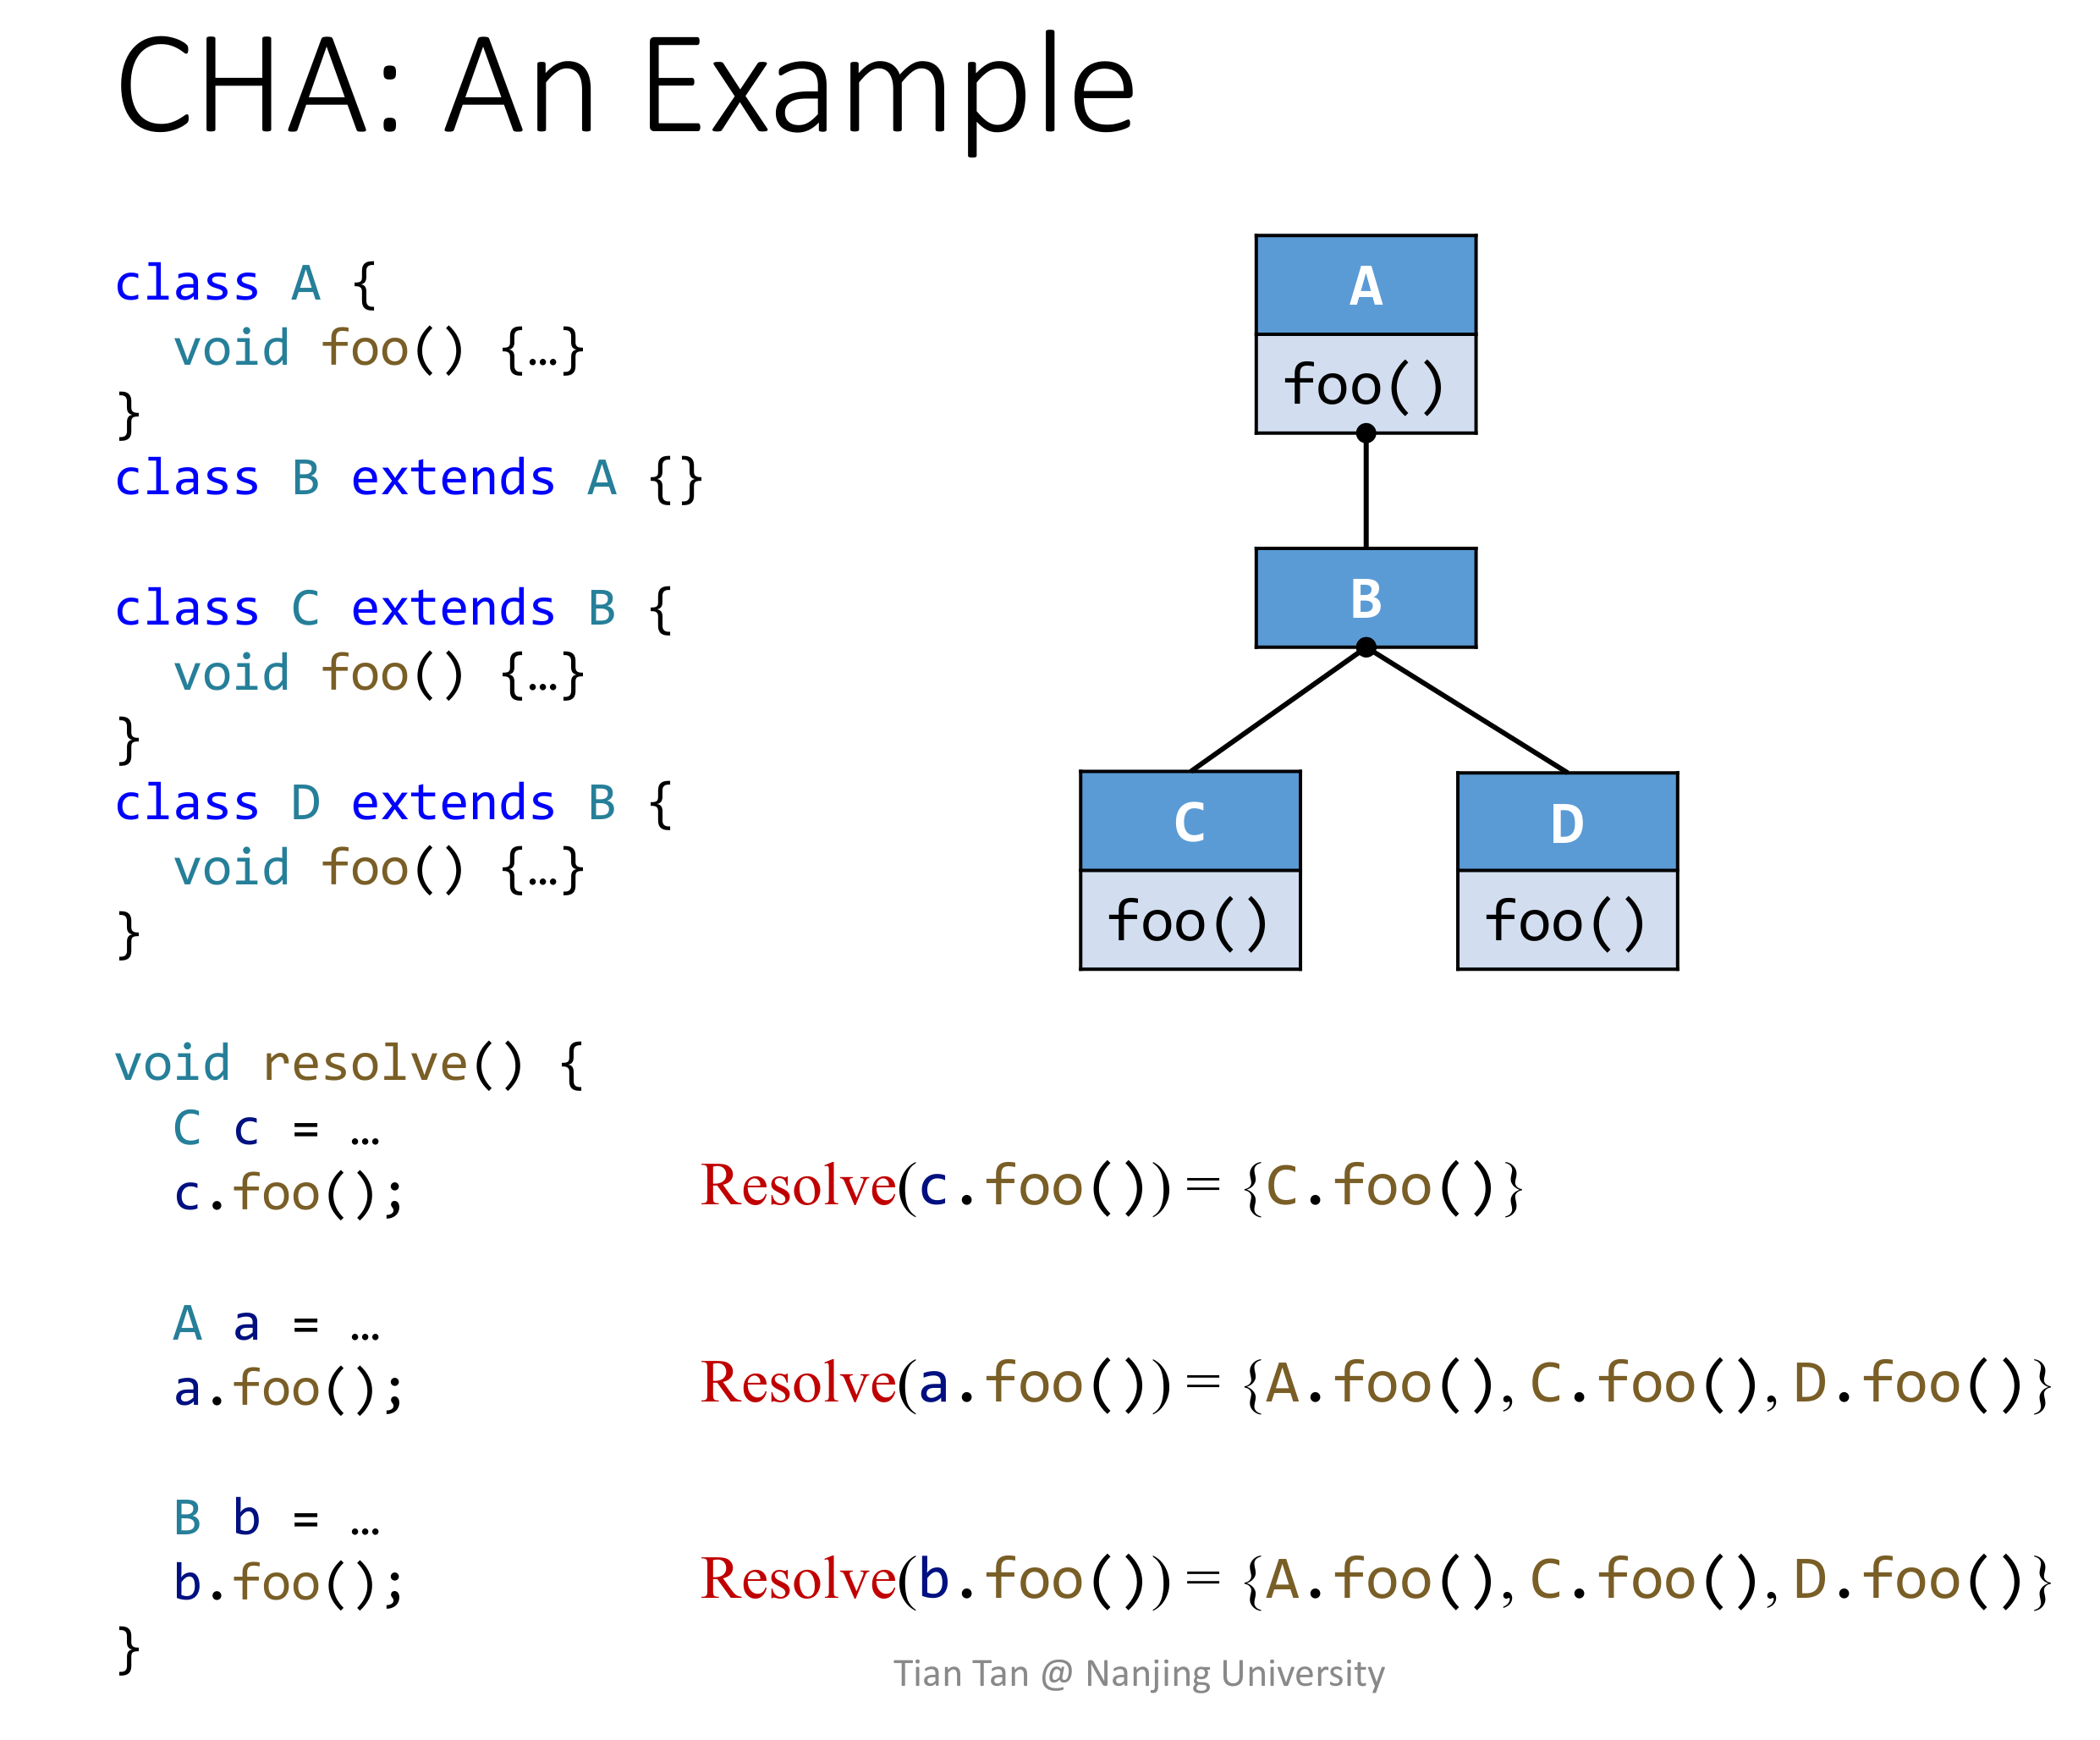 CHA: An Example
class A {
  void foo() {…}
}
class B extends A {}
class C extends B {
  void foo() {…}
}
class D extends B {
  void foo() {…}
}
A
foo()
B
C
foo()
D
foo()
void resolve() {
  C c = …
  c.foo();
Resolve(c.foo()) = {C.foo()}
  A a = …
  a.foo();
Resolve(a.foo()) = {A.foo(), C.foo(), D.foo()}
  B b = …
  b.foo();
Resolve(b.foo()) = {A.foo(), C.foo(), D.foo()}
}
Tian Tan @ Nanjing University